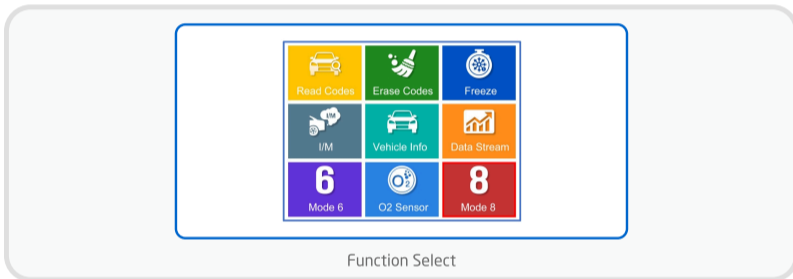 Read Codes
Erase Codes
Freeze
I/M
I/M
Vehicle Info
Data Stream
6
Mode 6
O2
O2 Sensor
8
Mode 8
Function Select